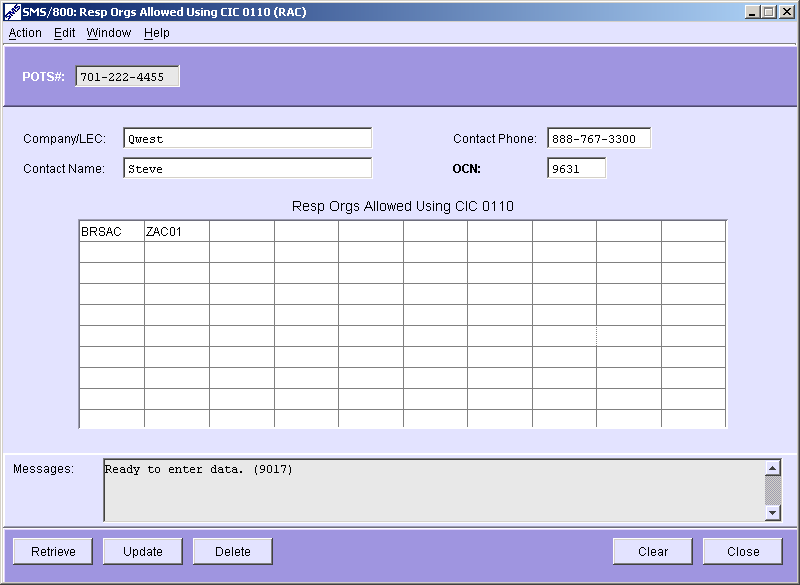 SMS SMS/800: Resp Orgs Allowed Using CIC 0110 (RAC)
Action Edit Window Help
POTS#: 701-222-4455
Company/LEC: Qwest Contact Phone: 888-767-3300
Contact Name: Steve OCN: 9631
Resp Orgs Allowed Using CIC 0110
BRSAC ZAC01
Messages: Ready to enter data. (9017)
Retrieve Update Delete Clear Close